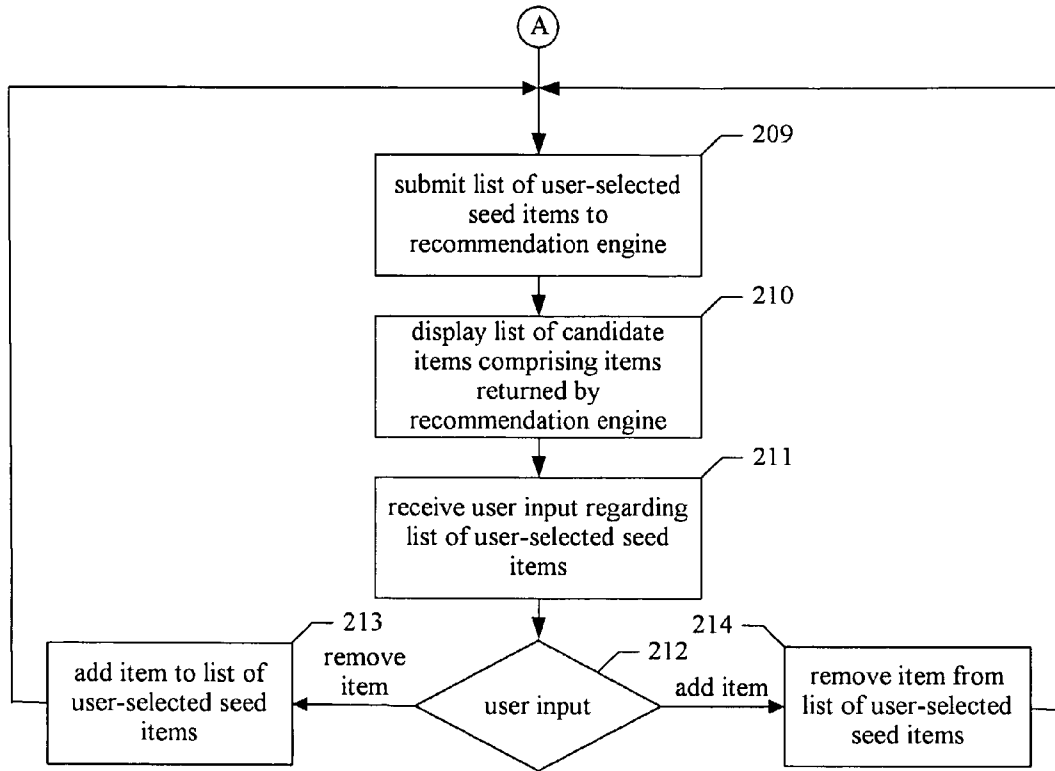 A
209
submit list of user-selected
seed items to
recommendation engine
210
display list of candidate
items comprising items
returned by
recommendation engine
211
receive user input regarding
list of user-selected seed
items
213
add item to list of
user-selected seed
items
remove
item
212
user input
add item
214
remove item from
list of user-selected
seed items